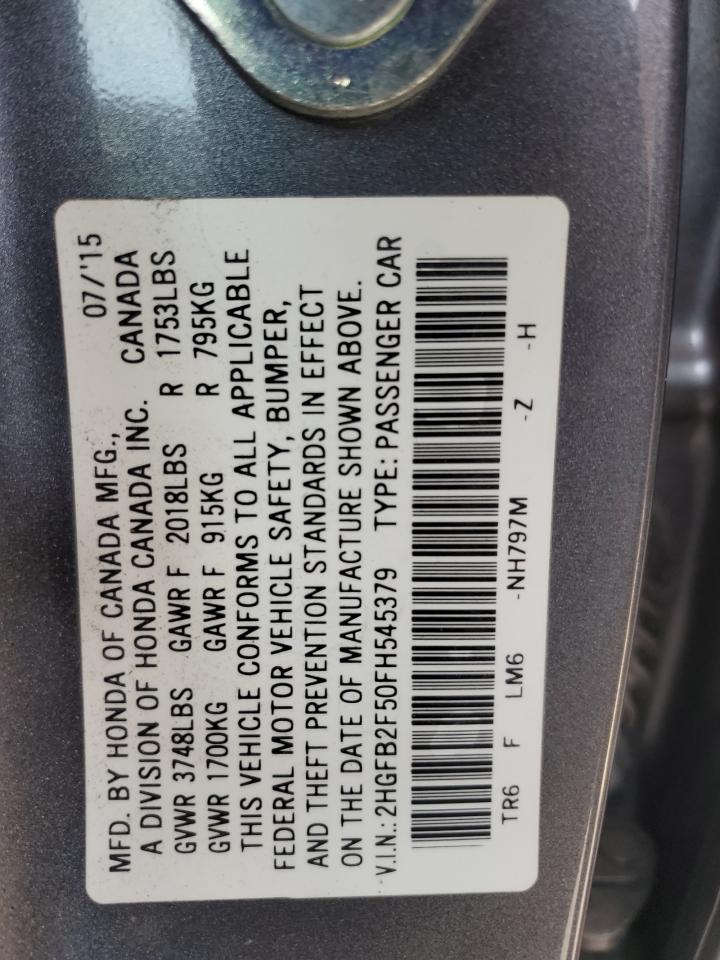 MFD. BY HONDA OF CANADA MFG., 07/'15
A DIVISION OF HONDA CANADA INC. CANADA
GVWR 3748LBS GAWR F 2018LBS R 1753LBS
GVWR 1700KG GAWR F 915KG R 795KG
THIS VEHICLE CONFORMS TO ALL APPLICABLE
FEDERAL MOTOR VEHICLE SAFETY, BUMPER,
AND THEFT PREVENTION STANDARDS IN EFFECT
ON THE DATE OF MANUFACTURE SHOWN ABOVE.
V.I.N.: 2HGFB2F50FH545379 TYPE: PASSENGER CAR
TR6 F LM6 -NH797M -Z -H